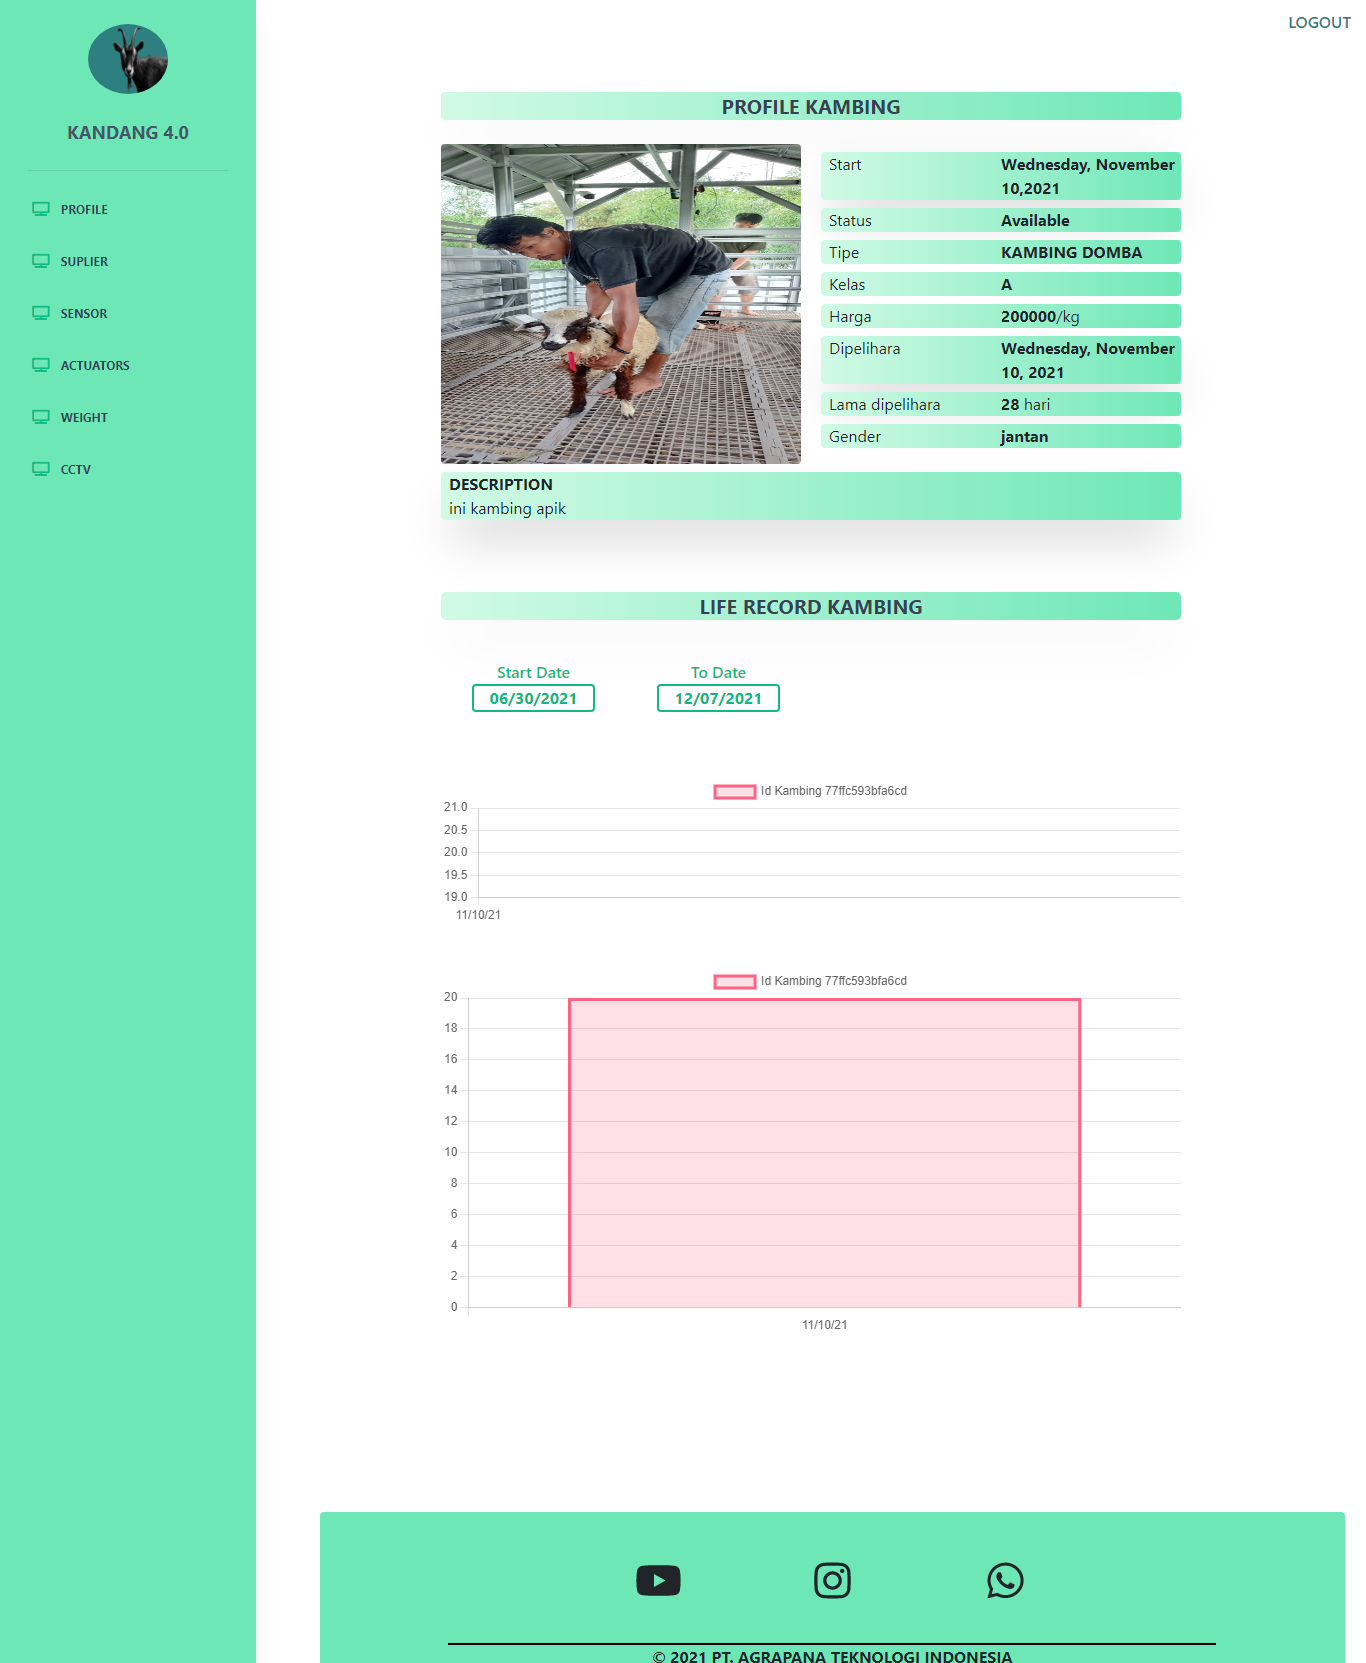 LOGOUT
KANDANG 4.0
PROFILE
SUPLIER
SENSOR
ACTUATORS
WEIGHT
CCTV
PROFILE KAMBING
Start Wednesday, November
10,2021
Status Available
Tipe KAMBING DOMBA
Kelas A
Harga 200000/kg
Dipelihara Wednesday, November
10, 2021
Lama dipelihara 28 hari
Gender jantan
DESCRIPTION
ini kambing apik
LIFE RECORD KAMBING
Start Date To Date
06/30/2021 12/07/2021
Id Kambing 77ffc593bfa6cd
21.0
20.5
20.0
19.5
19.0
11/10/21
Id Kambing 77ffc593bfa6cd
20
18
16
14
12
10
8
6
4
2
0
11/10/21
© 2021 PT. AGRAPANA TEKNOLOGI INDONESIA